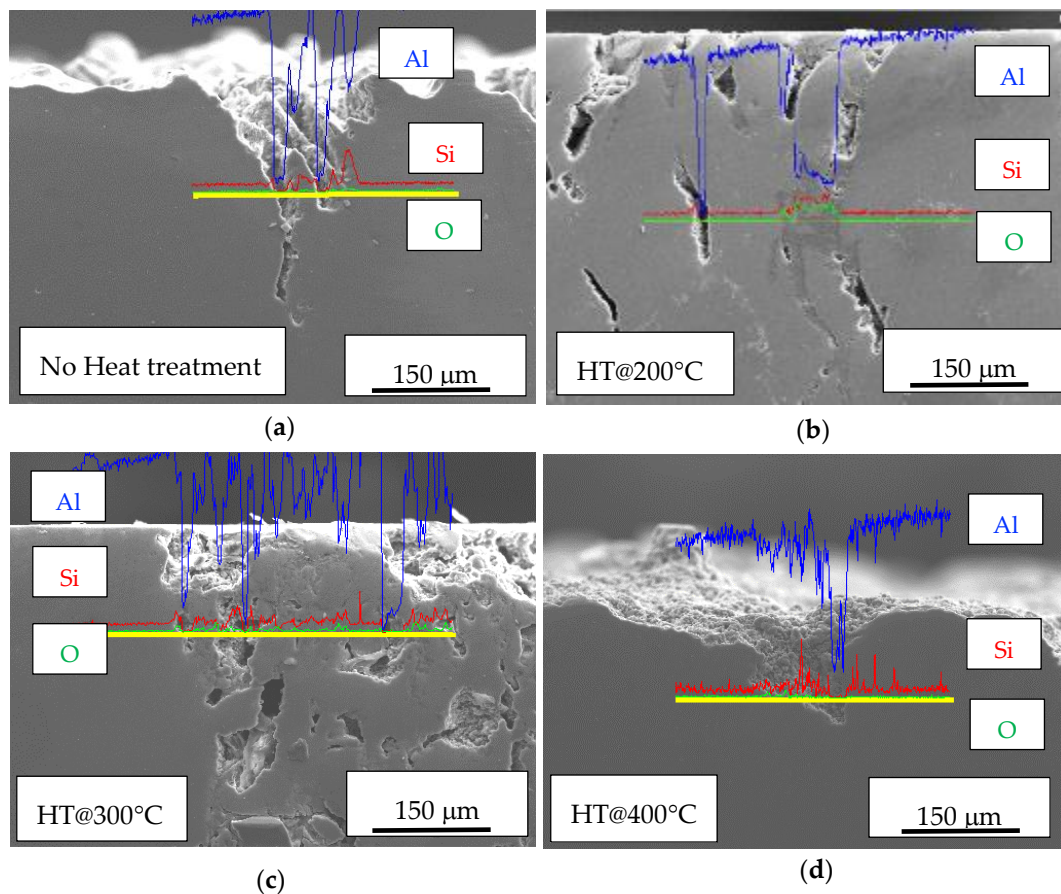 Al
Si
O
No Heat treatment
150 µm
(a)
Al
Si
O
HT@200°C
150 µm
(b)
Al
Si
O
HT@300°C
150 µm
(c)
Al
Si
O
HT@400°C
150 µm
(d)